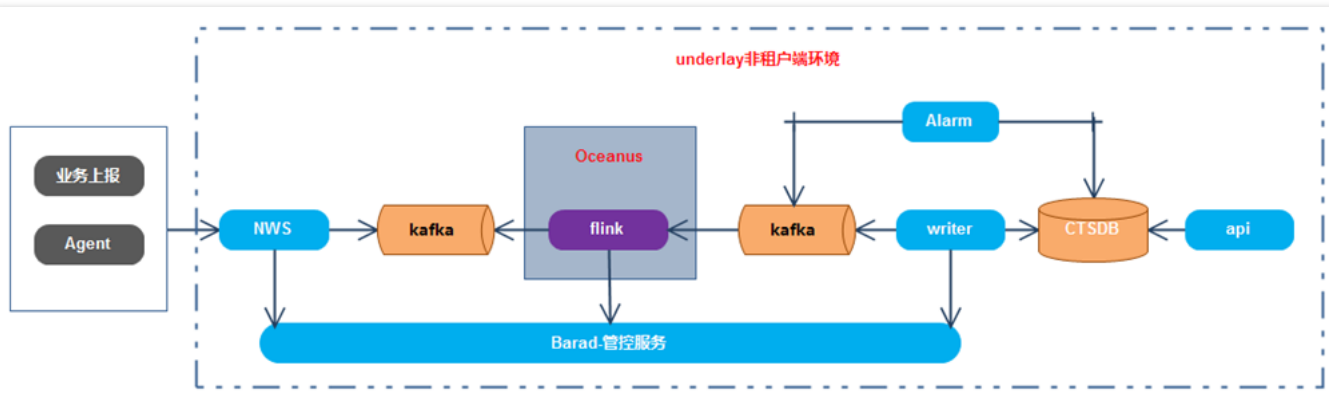 underlay非租户端环境
Alarm
业务上报
Agent
Oceanus
NWS
kafka
flink
kafka
writer
CTSDB
api
Barad-管控服务